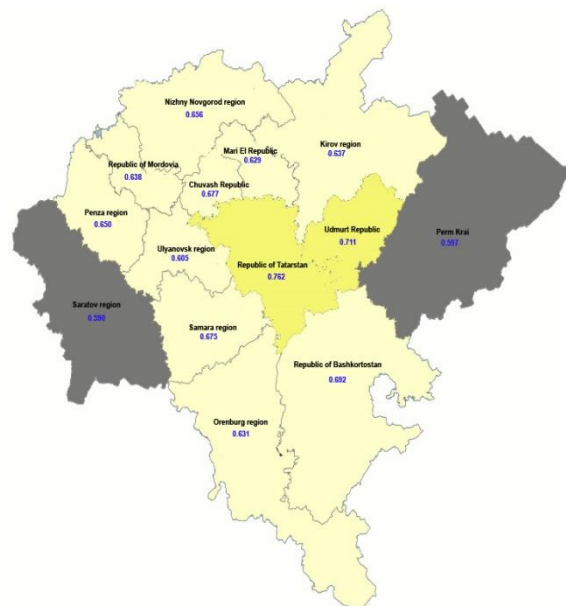 Nizhny Novgorod region
0.656
Mari El Republic
0.629
Kirov region
0.637
Republic of Mordovia
0.638
Chuvash Republic
0.677
Penza region
0.650
Udmurt Republic
0.711
Perm Krai
0.597
Ulyanovsk region
0.605
Republic of Tatarstan
0.762
Saratov region
0.590
Samara region
0.675
Republic of Bashkortostan
0.692
Orenburg region
0.631